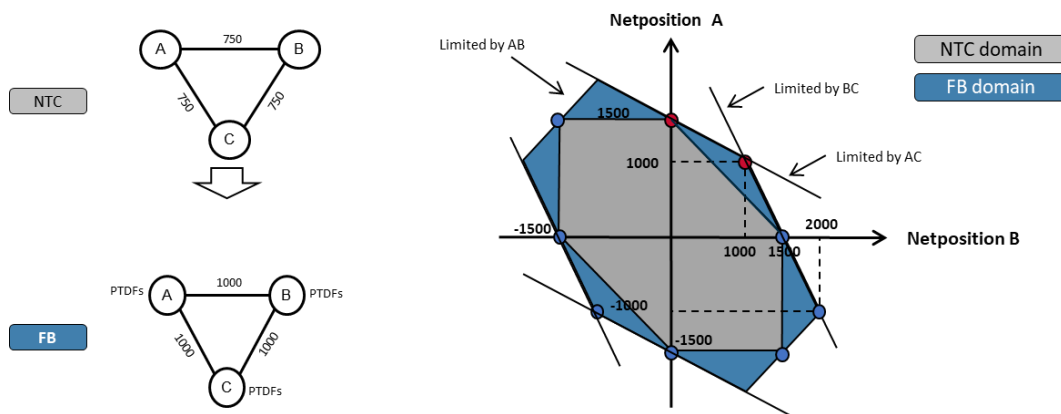 NTC
A
750
B
750
750
C
FB
PTDFs
A
1000
B
PTDFs
1000
1000
C
PTDFs
Netposition A
Limited by AB
NTC domain
FB domain
Limited by BC
1500
1000
Limited by AC
2000
-1500
1000
1500
Netposition B
-1000
-1500